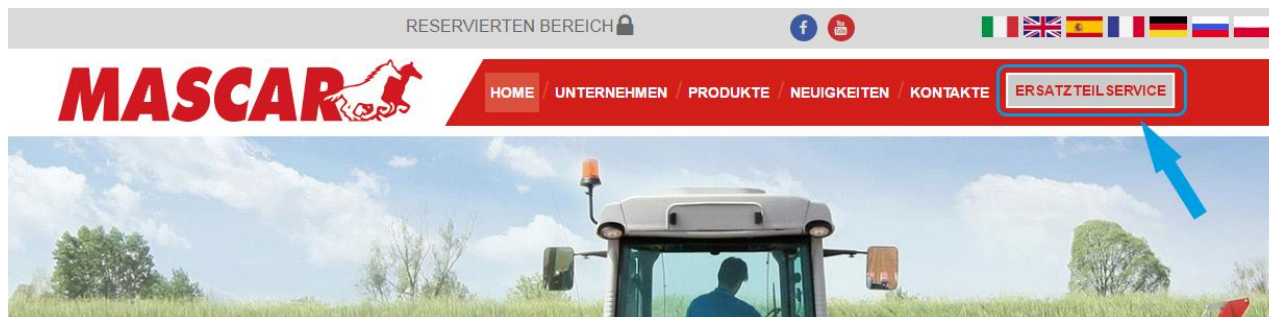 RESERVIERTEN BEREICH
MASCAR
HOME / UNTERNEHMEN / PRODUKTE / NEUIGKEITEN / KONTAKTE ERSATZTEILSERVICE